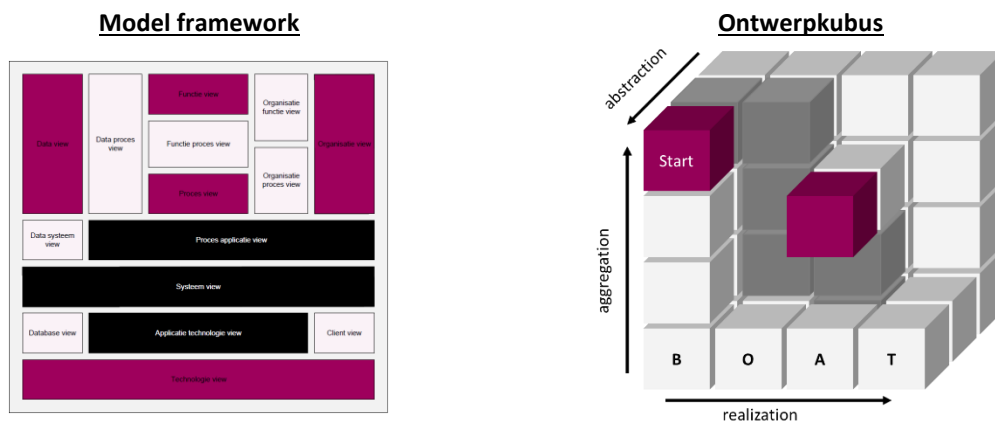 Model framework
Ontwerpkubus
Data view
Data proces
view
Functie view
Functie proces view
Proces view
Organisatie
functie view
Organisatie
proces view
Organisatie view
Data systeem
view
Proces applicatie view
Systeem view
Database view
Applicatie technologie view
Client view
Technologie view
abstraction
Start
aggregation
B O A T
realization